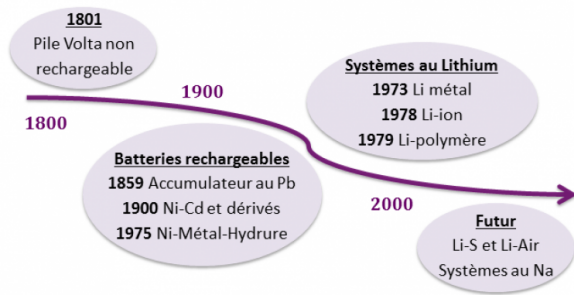 1801
Pile Volta non
rechargeable
1800
1900
Batteries rechargeables
1859 Accumulateur au Pb
1900 Ni-Cd et dérivés
1975 Ni-Métal-Hydrure
Systèmes au Lithium
1973 Li métal
1978 Li-ion
1979 Li-polymère
2000
Futur
Li-S et Li-Air
Systèmes au Na